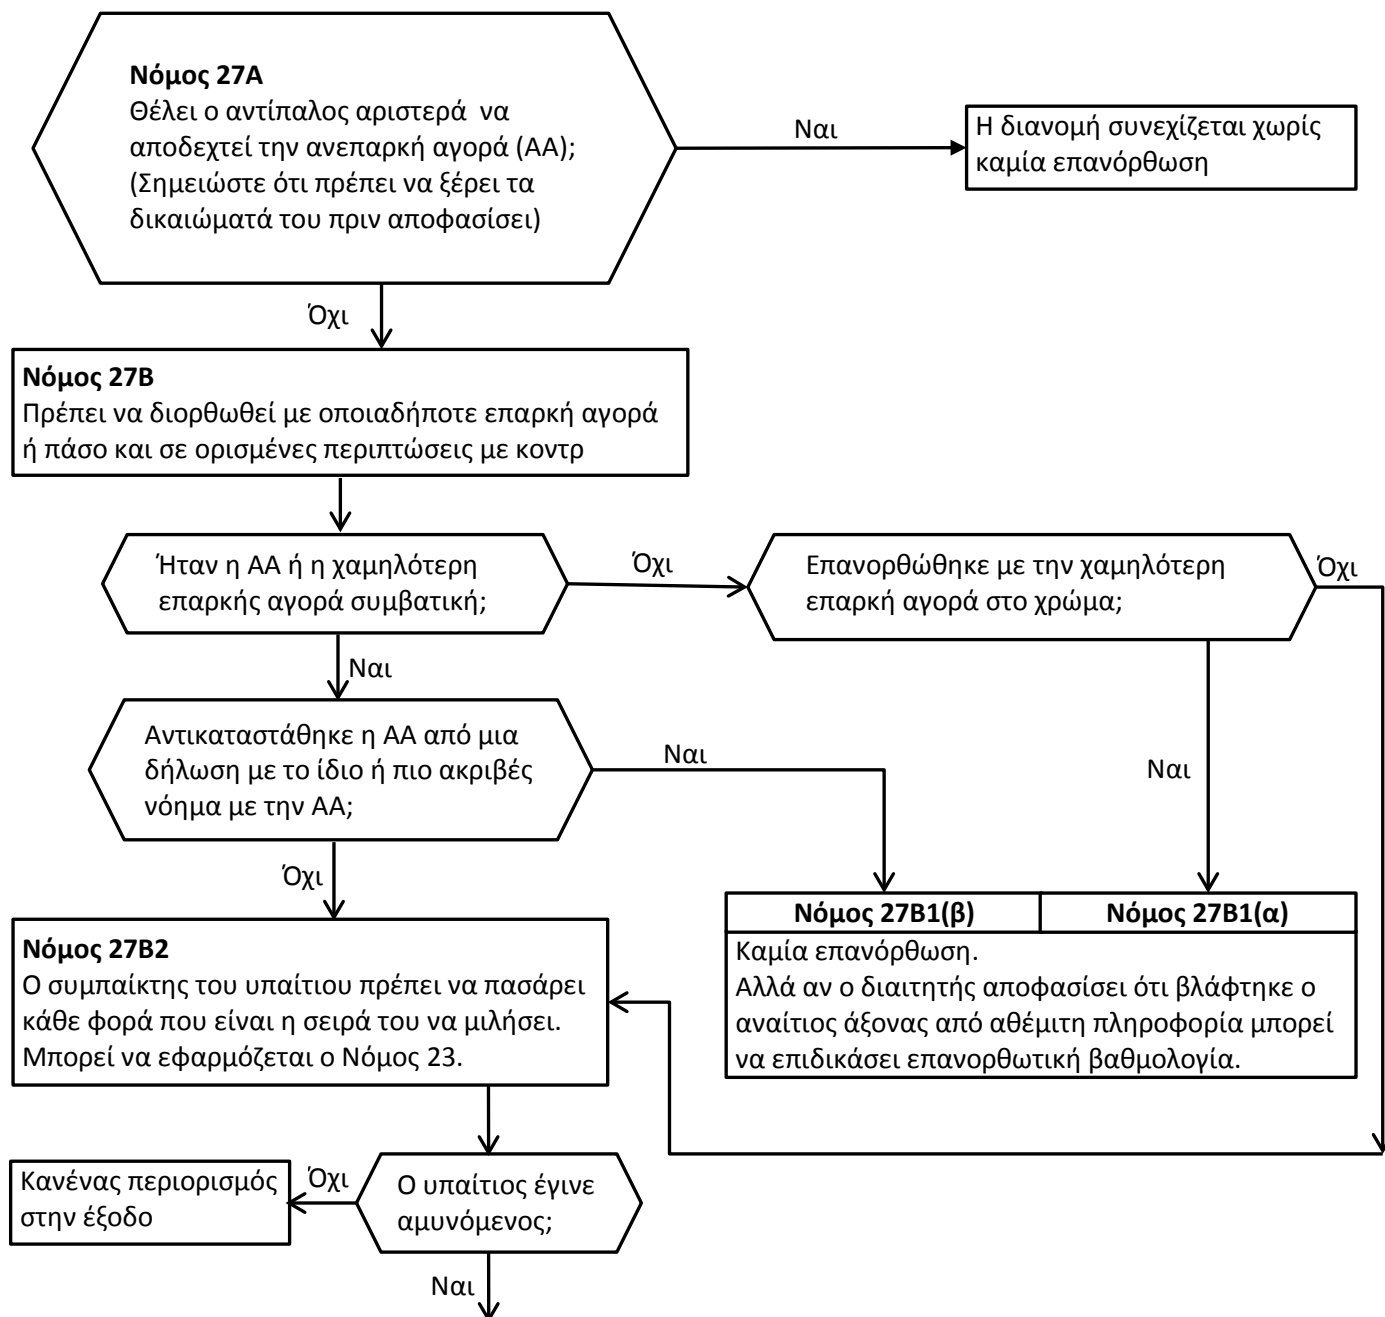 Νόμος 27Α
Θέλει ο αντίπαλος αριστερά να
αποδεχτεί την ανεπαρκή αγορά (ΑΑ);
(Σημειώστε ότι πρέπει να ξέρει τα
δικαιώματά του πριν αποφασίσει)
Ναι
Η διανομή συνεχίζεται χωρίς
καμία επανόρθωση
Όχι
Νόμος 27Β
Πρέπει να διορθωθεί με οποιαδήποτε επαρκή αγορά
ή πάσο και σε ορισμένες περιπτώσεις με κοντρ
Ήταν η ΑΑ ή η χαμηλότερη
επαρκής αγορά συμβατική;
Όχι
Επανορθώθηκε με την χαμηλότερη
επαρκή αγορά στο χρώμα;
Όχι
Ναι
Αντικαταστάθηκε η ΑΑ από μια
δήλωση με το ίδιο ή πιο ακριβές
νόημα με την ΑΑ;
Ναι
Ναι
Όχι
Νόμος 27Β1(β)
Νόμος 27Β1(α)
Καμία επανόρθωση.
Αλλά αν ο διαιτητής αποφασίσει ότι βλάφτηκε ο
αναίτιος άξονας από αθέμιτη πληροφορία μπορεί
να επιδικάσει επανορθωτική βαθμολογία.
Νόμος 27Β2
Ο συμπαίκτης του υπαίτιου πρέπει να πασάρει
κάθε φορά που είναι η σειρά του να μιλήσει.
Μπορεί να εφαρμόζεται ο Νόμος 23.
Κανένας περιορισμός
στην έξοδο
Όχι
Ο υπαίτιος έγινε
αμυνόμενος;
Ναι